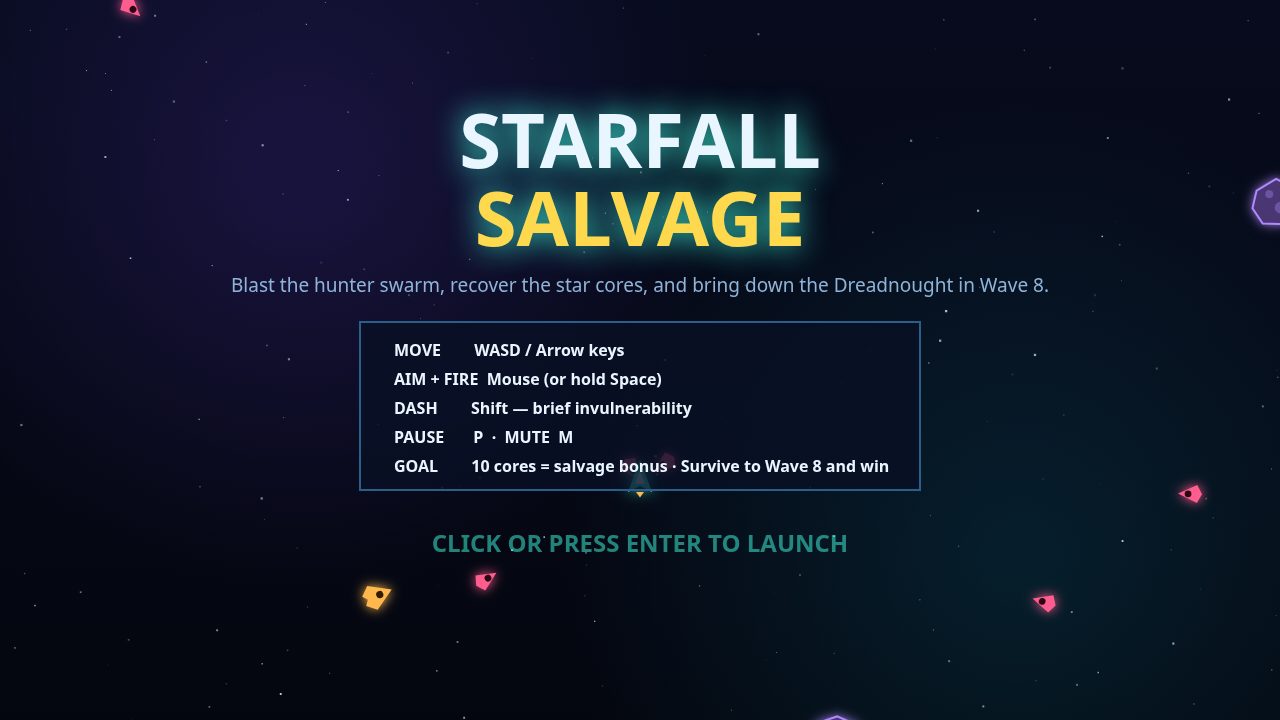 STARFALL
SALVAGE
Blast the hunter swarm, recover the star cores, and bring down the Dreadnought in Wave 8.
MOVE WASD / Arrow keys
AIM + FIRE Mouse (or hold Space)
DASH Shift — brief invulnerability
PAUSE P · MUTE M
GOAL 10 cores = salvage bonus · Survive to Wave 8 and win
CLICK OR PRESS ENTER TO LAUNCH